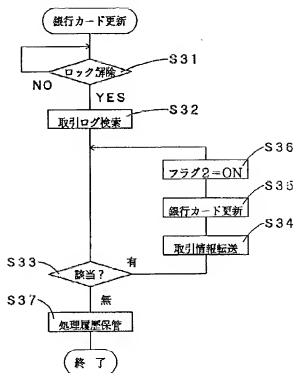 銀行カード更新
ロック解除?
S31
NO
YES
取引ログ検索
S32
フラグ2=ON
S36
銀行カード更新
S35
取引情報転送
S34
S33
該当?
有
無
S37
処理履歴保管
終了